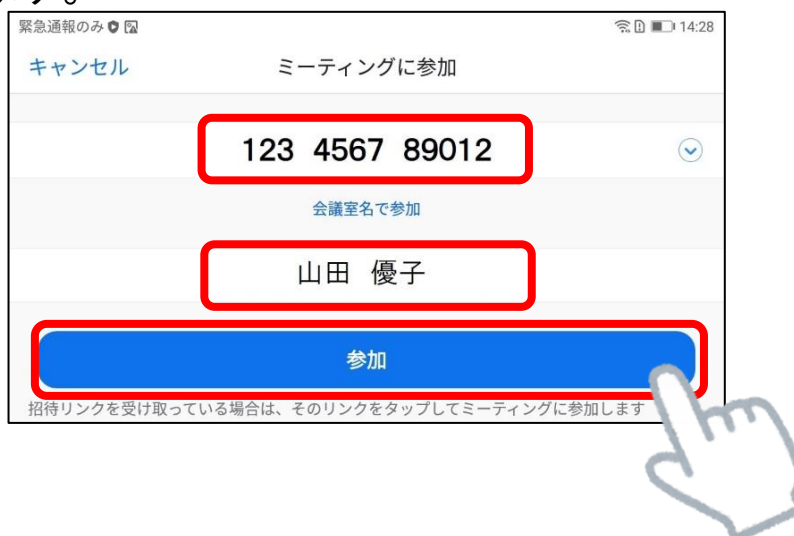 緊急通報のみ 14:28
キャンセル ミーティングに参加
123 4567 89012
会議室名で参加
山田 優子
参加
招待リンクを受け取っている場合は、そのリンクをタップしてミーティングに参加します